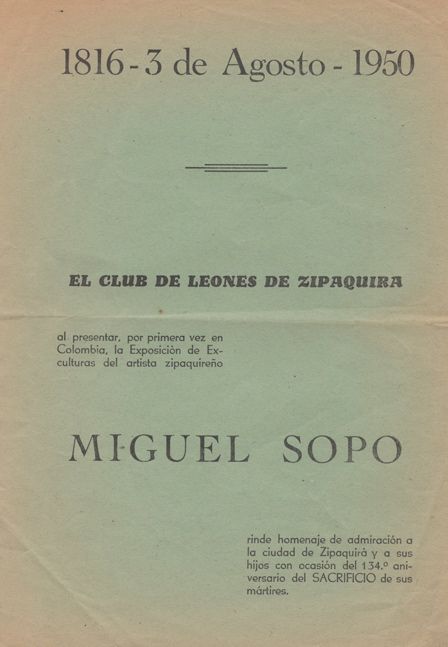 1816 - 3 de Agosto - 1950
EL CLUB DE LEONES DE ZIPAQUIRA
al presentar, por primera vez en
Colombia, la Exposiciòn de Ex-
culturas del artista zipaquireño
MIGUEL SOPO
rinde homenaje de admiración a
la ciudad de Zipaquirá y a sus
hijos con ocasión del 134.º ani-
versario del SACRIFICIO de sus
mártires.